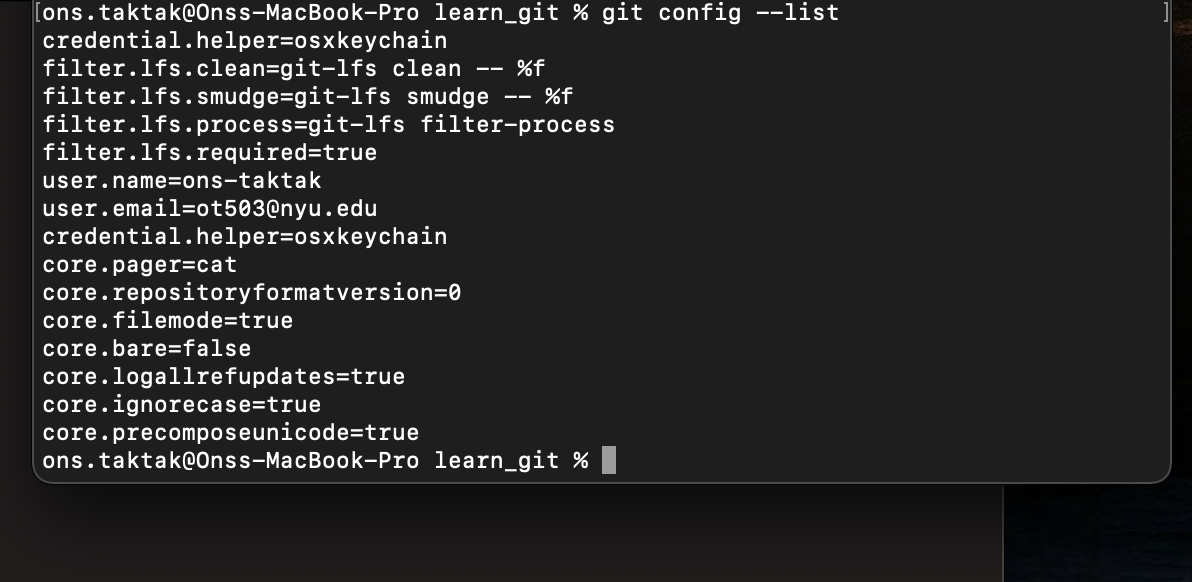 [ons.taktak@Onss-MacBook-Pro learn_git % git config --list ]
credential.helper=osxkeychain
filter.lfs.clean=git-lfs clean -- %f
filter.lfs.smudge=git-lfs smudge -- %f
filter.lfs.process=git-lfs filter-process
filter.lfs.required=true
user.name=ons-taktak
user.email=ot503@nyu.edu
credential.helper=osxkeychain
core.pager=cat
core.repositoryformatversion=0
core.filemode=true
core.bare=false
core.logallrefupdates=true
core.ignorecase=true
core.precomposeunicode=true
ons.taktak@Onss-MacBook-Pro learn_git %